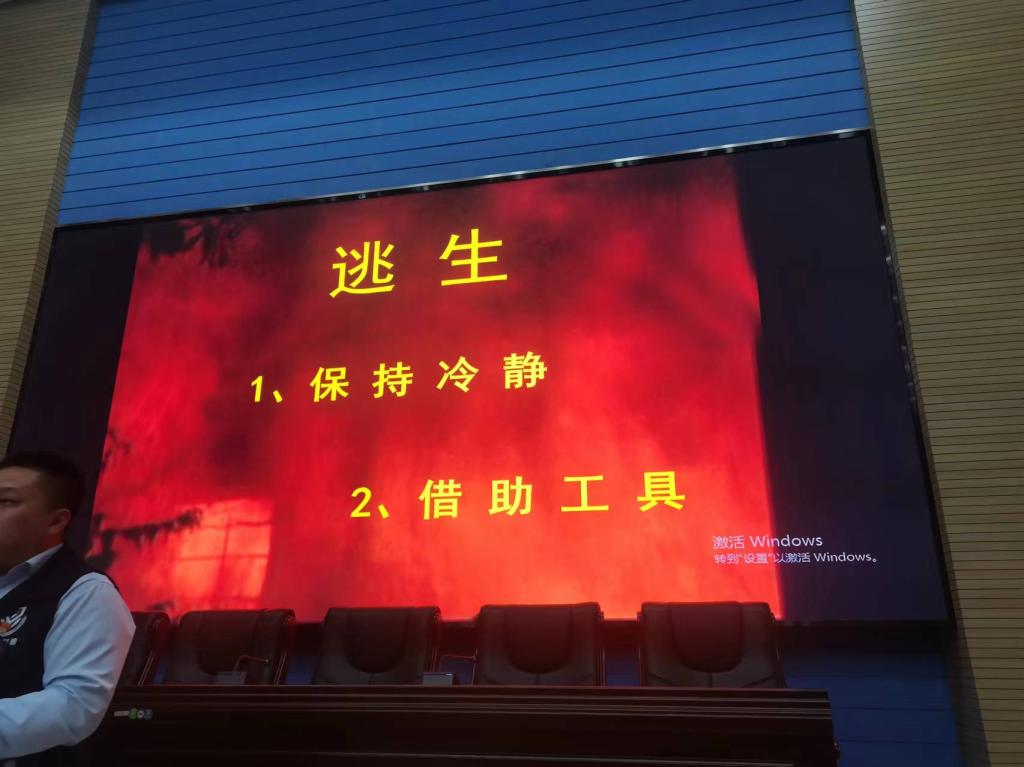 逃生
1、保持冷静
2、借助工具
激活 Windows
转到"设置"以激活 Windows。